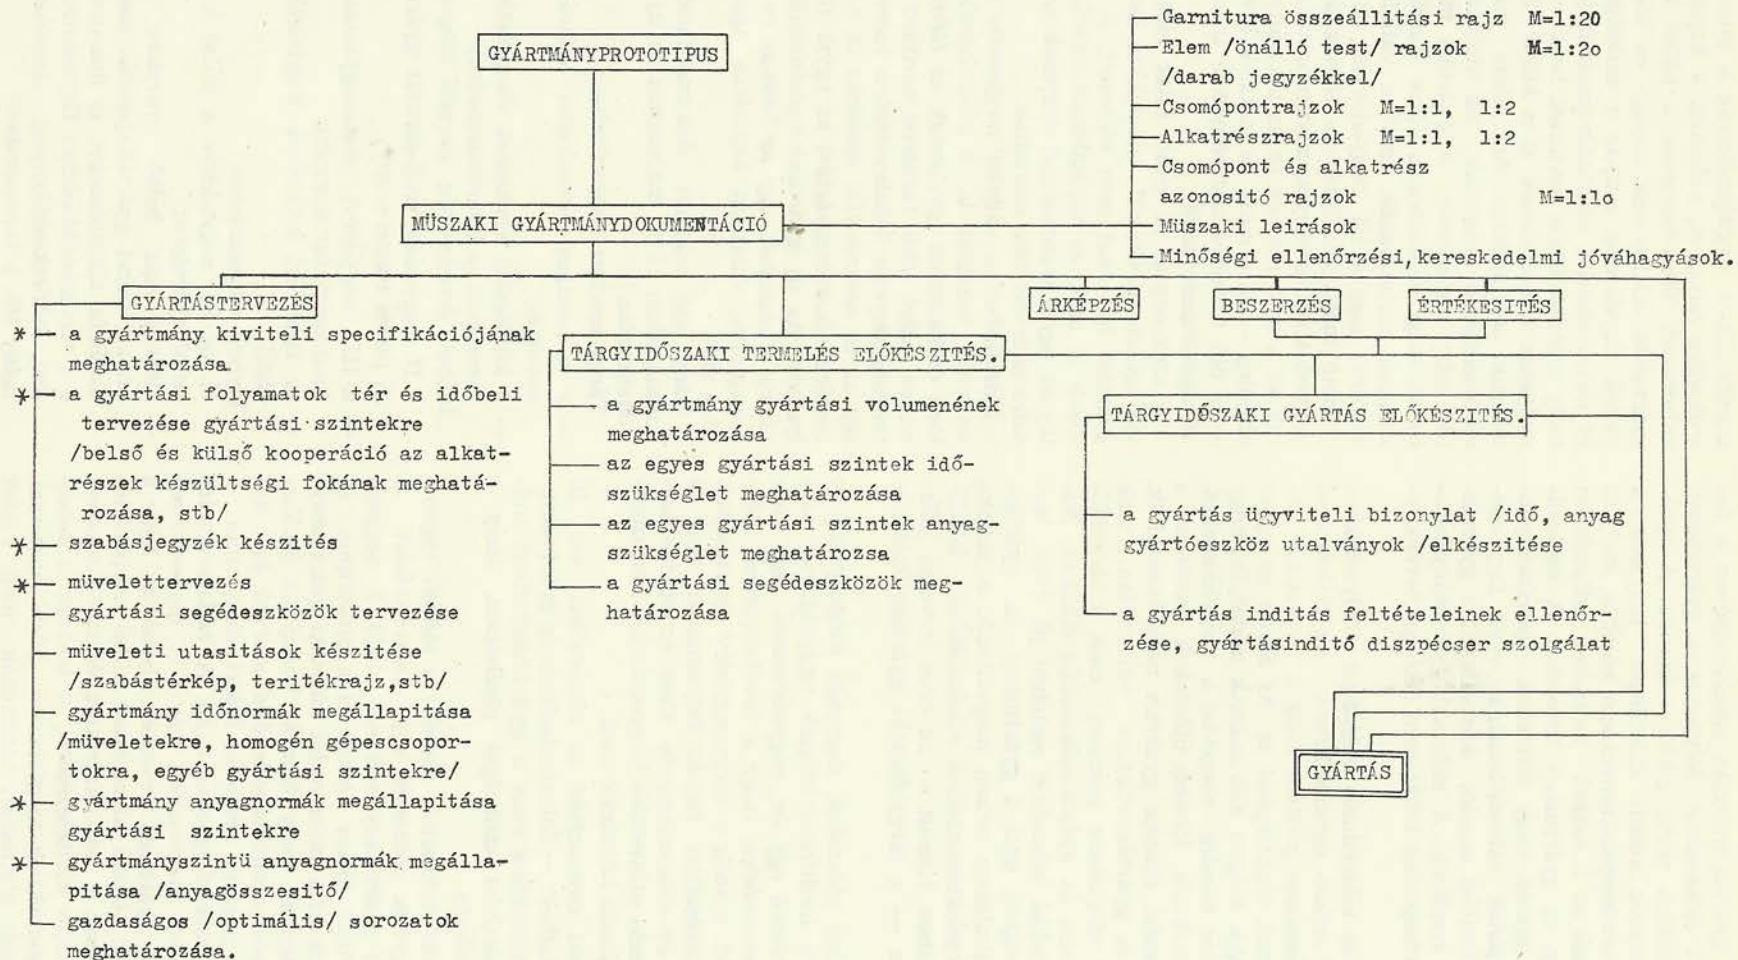 GYÁRTMÁNYPROTOTIPUS
Garnitura összeállitási rajz M=1:20
Elem /önálló test/ rajzok M=1:2o
/darab jegyzékkel/
Csomópontrajzok M=1:1, 1:2
Alkatrészrajzok M=1:1, 1:2
Csomópont és alkatrész
azonositó rajzok M=1:1o
Müszaki leirások
Minőségi ellenőrzési, kereskedelmi jóváhagyások.
MÜSZAKI GYÁRTMÁNYDOKUMENTÁCIÓ
GYÁRTÁSTERVEZÉS
* a gyártmány kiviteli specifikációjának
meghatározása
* a gyártási folyamatok tér és időbeli
tervezése gyártási szintekre
/belső és külső kooperáció az alkat-
részek készültségi fokának meghatá-
rozása, stb/
* szabásjegyzék készités
* müvelettervezés
gyártási segédeszközök tervezése
müveleti utasitások készitése
/szabástérkép, teritékrajz,stb/
gyártmány időnormák megállapitása
/müveletekre, homogén gépescsopor-
tokra, egyéb gyártási szintekre/
* gyártmány anyagnormák megállapitása
gyártási szintekre
* gyártmányszintü anyagnormák megálla-
pitása /anyagösszesitő/
gazdaságos /optimális/ sorozatok
meghatározása.
TÁRGYIDŐSZAKI TERMELÉS ELŐKÉSZITÉS.
a gyártmány gyártási volumenének
meghatározása
az egyes gyártási szintek idő-
szükséglet meghatározása
az egyes gyártási szintek anyag-
szükséglet meghatározsa
a gyártási segédeszközök meg-
határozása
ÁRKÉPZÉS
BESZERZÉS
ÉRTÉKESITÉS
TÁRGYIDŐSZAKI GYÁRTÁS ELŐKÉSZITÉS.
a gyártás ügyviteli bizonylat /idő, anyag
gyártóeszköz utalványok /elkészitése
a gyártás inditás feltételeinek ellenőr-
zése, gyártásinditő diszpécser szolgálat
GYÁRTÁS